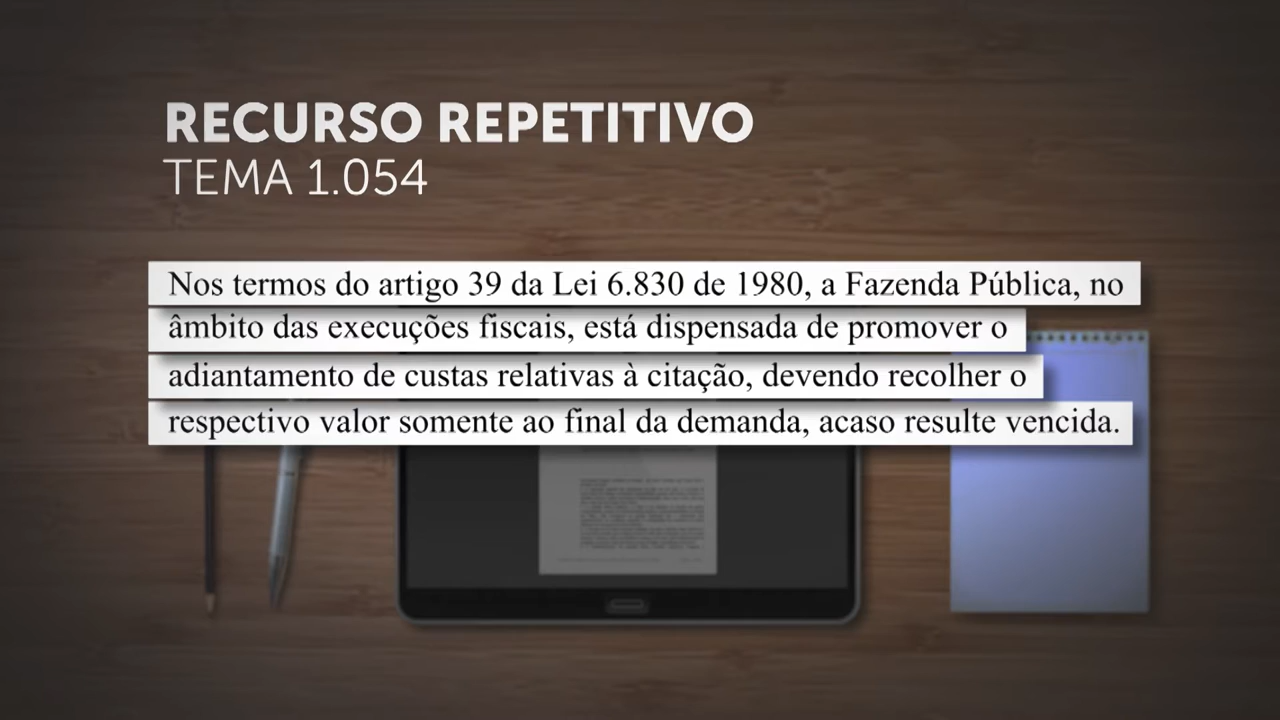 RECURSO REPETITIVO
TEMA 1.054
Nos termos do artigo 39 da Lei 6.830 de 1980, a Fazenda Pública, no
âmbito das execuções fiscais, está dispensada de promover o
adiantamento de custas relativas à citação, devendo recolher o
respectivo valor somente ao final da demanda, acaso resulte vencida.